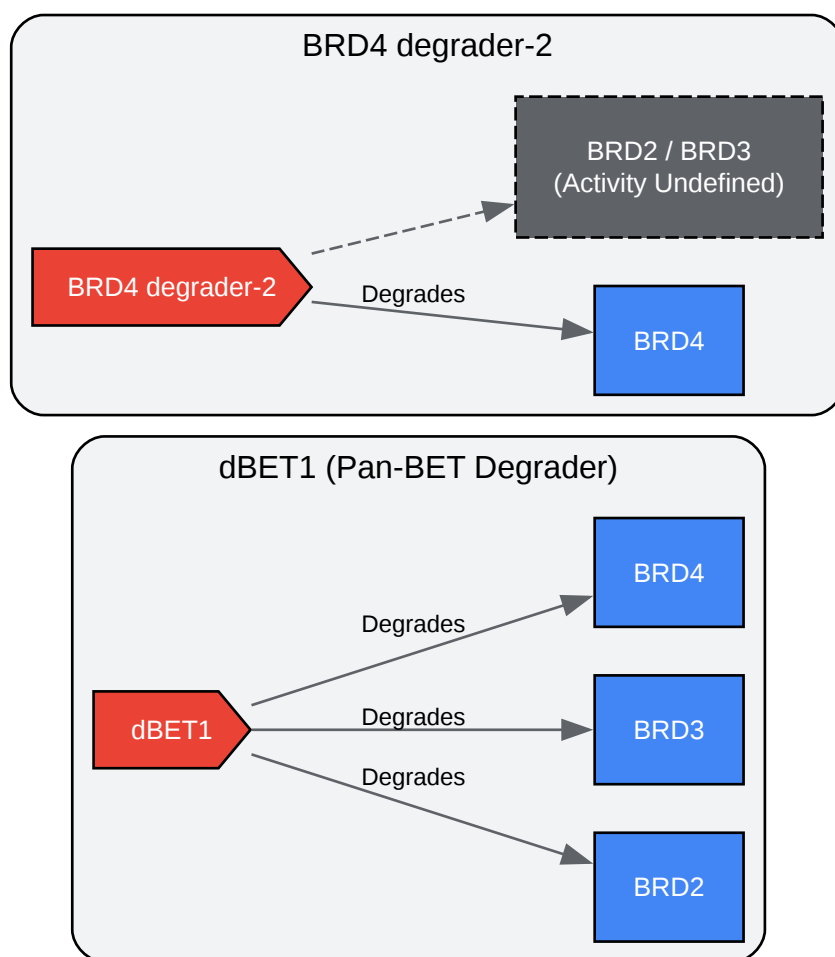 BRD4 degrader-2
BRD2 / BRD3
(Activity Undefined)
BRD4 degrader-2
Degrades
BRD4
dBET1 (Pan-BET Degrader)
BRD4
Degrades
dBET1
Degrades
BRD3
Degrades
BRD2